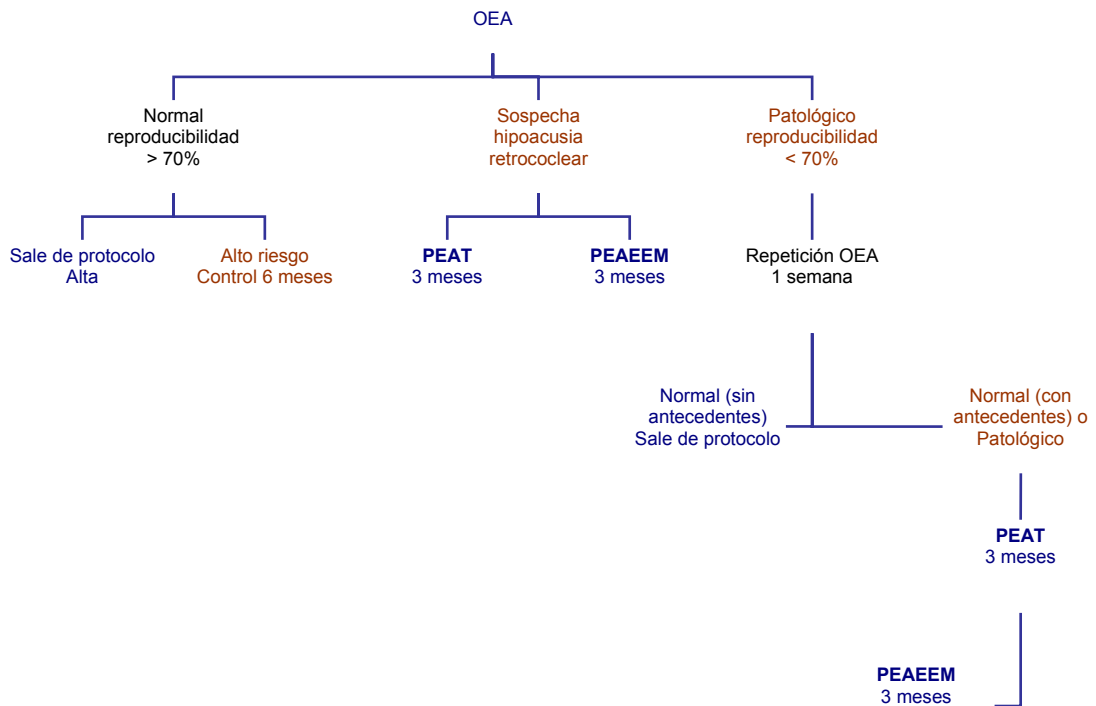 OEA
Normal
reproducibilidad
> 70%
Sospecha
hipoacusia
retrococlear
Patológico
reproducibilidad
< 70%
Sale de protocolo
Alta
Alto riesgo
Control 6 meses
PEAT
3 meses
PEAEEM
3 meses
Repetición OEA
1 semana
Normal (sin
antecedentes)
Sale de protocolo
Normal (con
antecedentes) o
Patológico
PEAT
3 meses
PEAEEM
3 meses